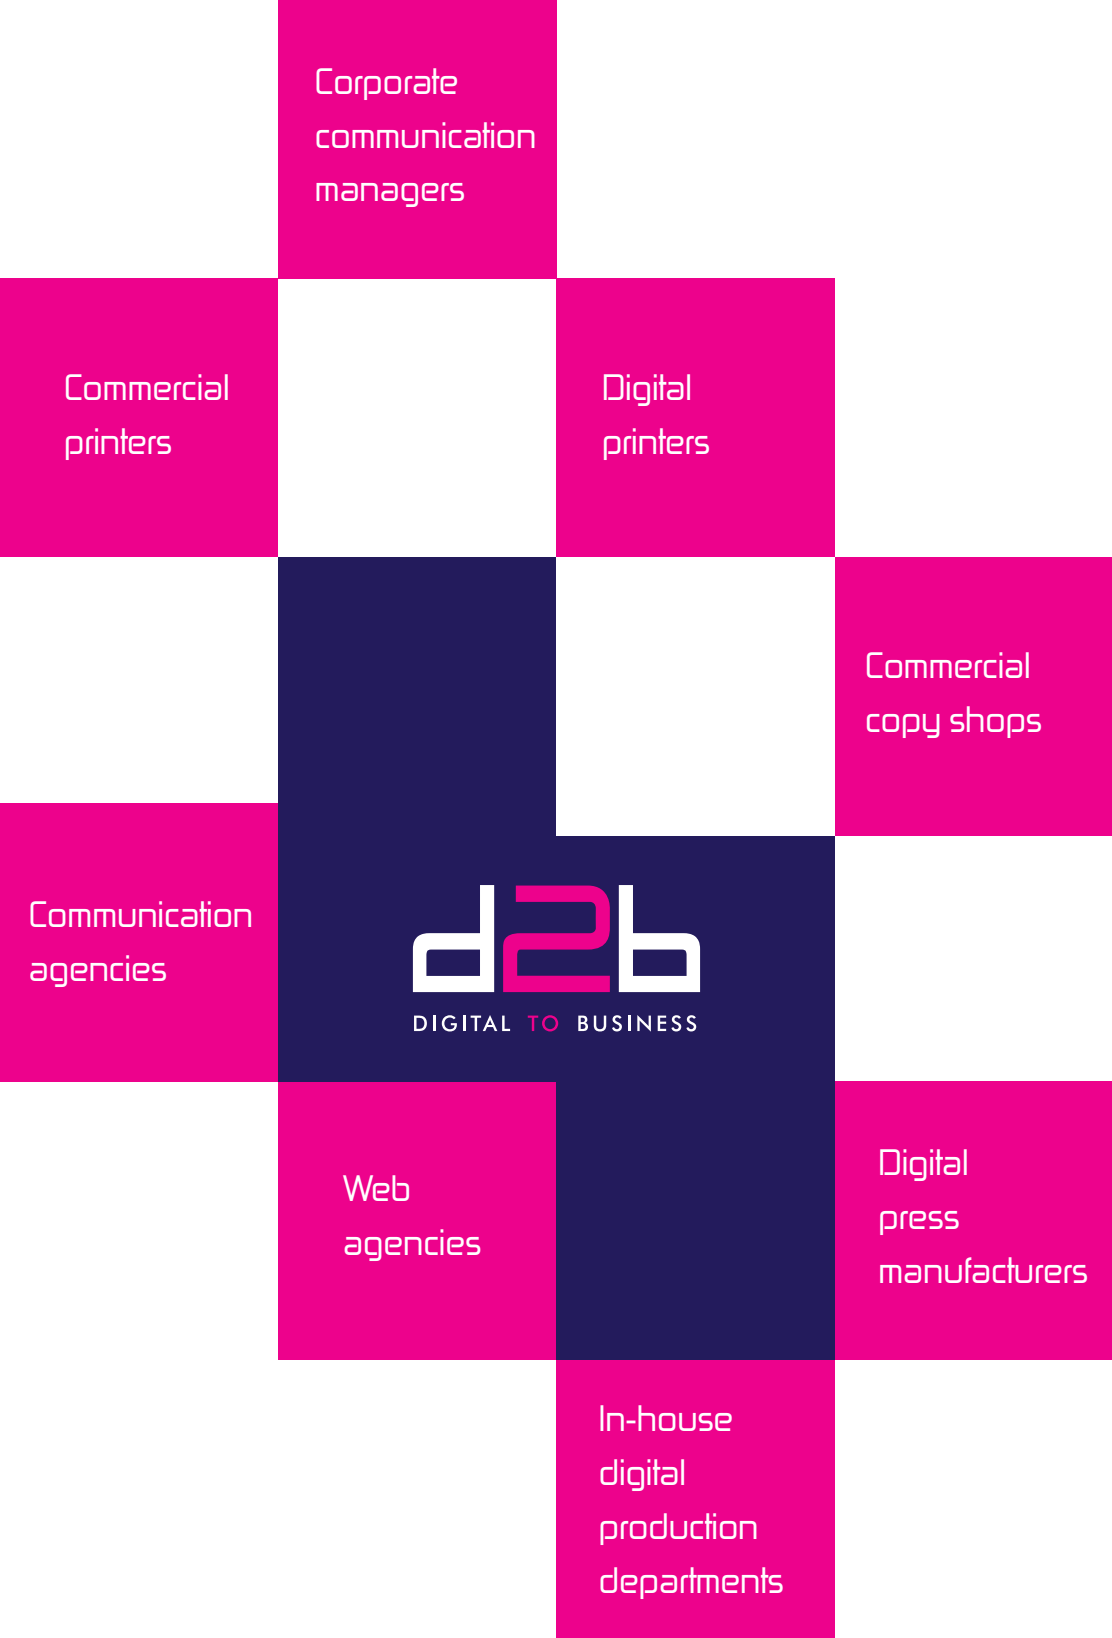 Corporate
communication
managers
Commercial
printers
Digital
printers
Commercial
copy shops
Communication
agencies
d2b
DIGITAL TO BUSINESS
Web
agencies
Digital
press
manufacturers
In-house
digital
production
departments